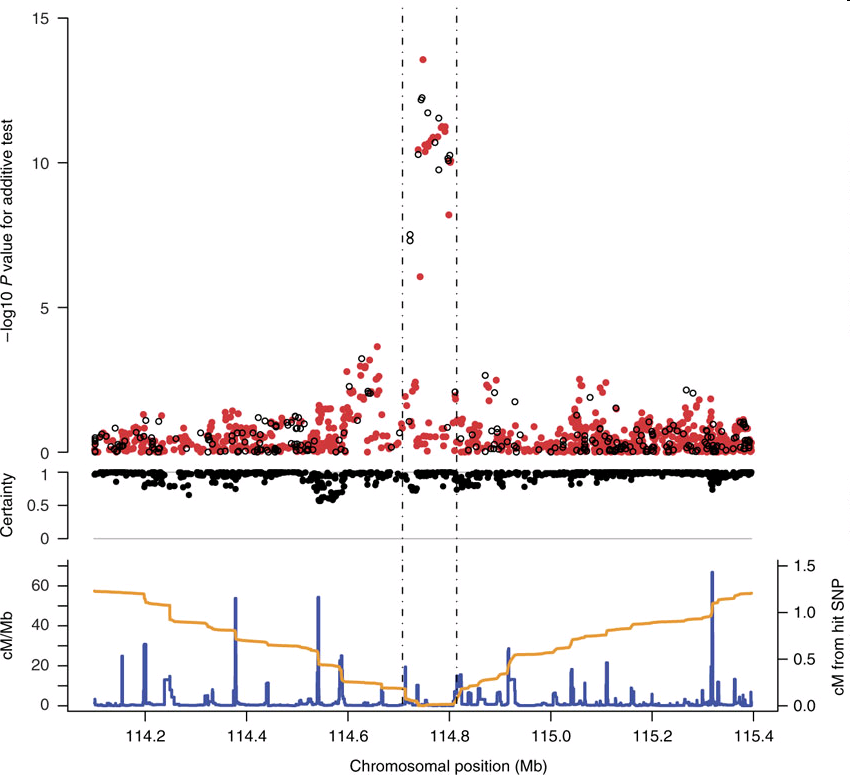 15
10
5
0
−log10 P value for additive test
1
0.5
0
Certainty
60
40
20
0
cM/Mb
1.5
1.0
0.5
0.0
cM from hit SNP
114.2 114.4 114.6 114.8 115.0 115.2 115.4
Chromosomal position (Mb)